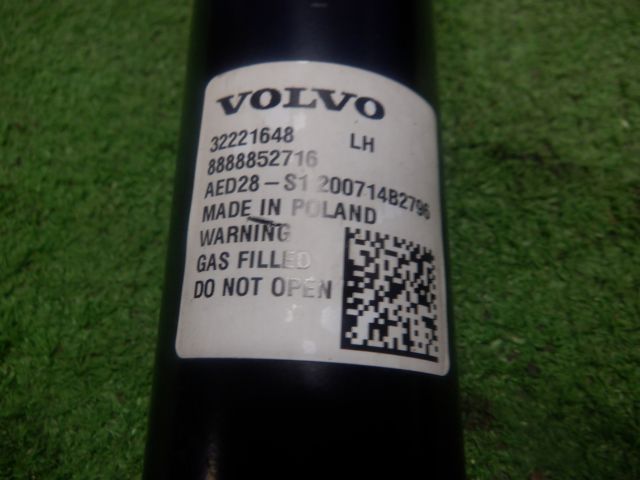 VOLVO
32221648 LH
8888852716
AED28-S1 200714B2796
MADE IN POLAND
WARNING
GAS FILLED
DO NOT OPEN